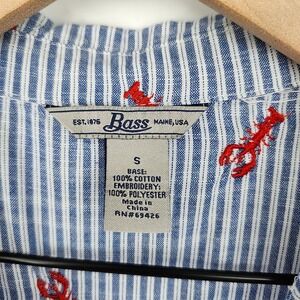 EST. 1876 Bass MAINE, USA
S
BASE:
100% COTTON
EMBROIDERY:
100% POLYESTER
Made in
China
RN#69426